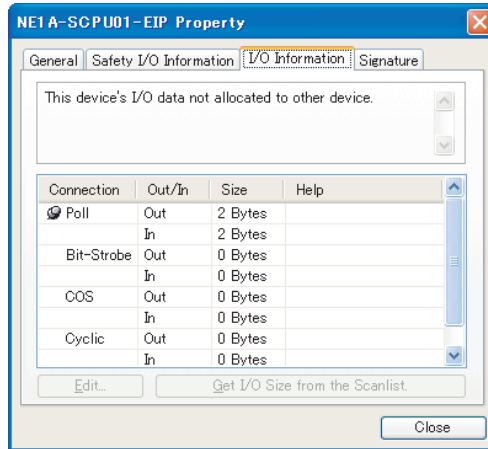 NE1A-SCPU01-EIP Property
General Safety I/O Information I/O Information Signature
This device's I/O data not allocated to other device.
Connection Out/In Size Help
Poll Out 2 Bytes
In 2 Bytes
Bit-Strobe Out 0 Bytes
In 0 Bytes
COS Out 0 Bytes
In 0 Bytes
Cyclic Out 0 Bytes
In 0 Bytes
Edit... Get I/O Size from the Scanlist.
Close